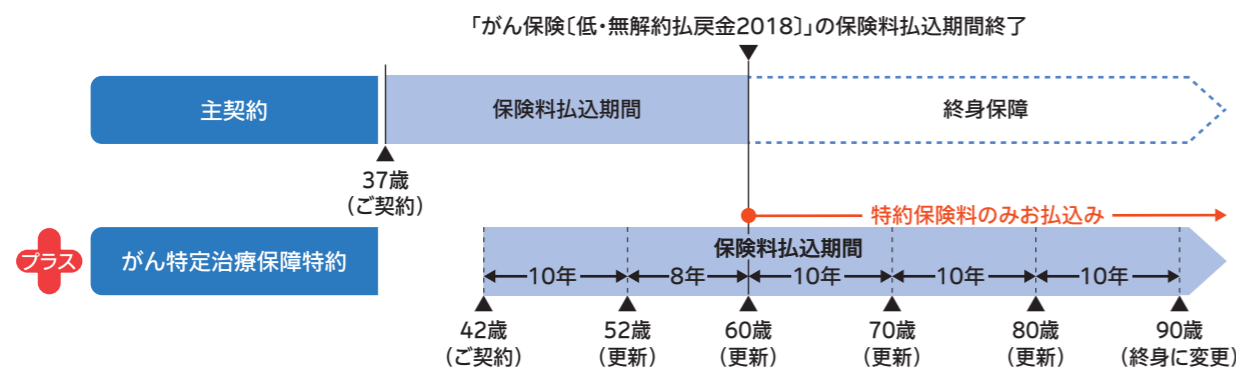 「がん保険〔低・無解約払戻金2018〕」の保険料払込期間終了
主契約
保険料払込期間
終身保障
37歳
（ご契約）
特約保険料のみお払込み
プラス
がん特定治療保障特約
保険料払込期間
10年
8年
10年
10年
10年
42歳
（ご契約）
52歳
（更新）
60歳
（更新）
70歳
（更新）
80歳
（更新）
90歳
（終身に変更）